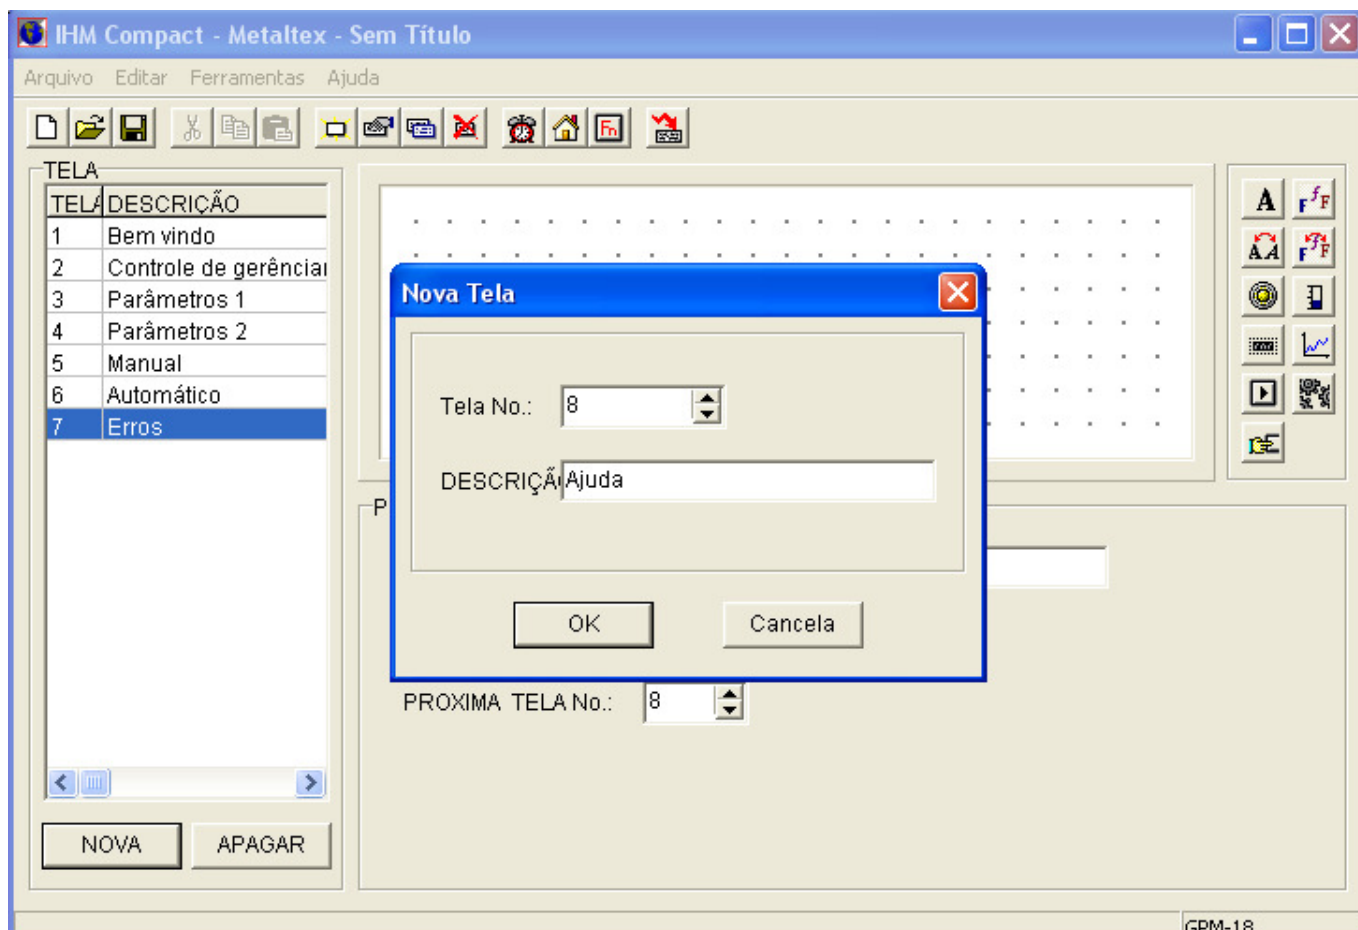 IHM Compact - Metaltex - Sem Título
Arquivo Editar Ferramentas Ajuda
TELA
TELA DESCRIÇÃO
1 Bem vindo
2 Controle de gerência
3 Parâmetros 1
4 Parâmetros 2
5 Manual
6 Automático
7 Erros
Nova Tela
Tela No.: 8
DESCRIÇÃ Ajuda
OK Cancela
P
PROXIMA TELA No.: 8
NOVA APAGAR
GPM-18